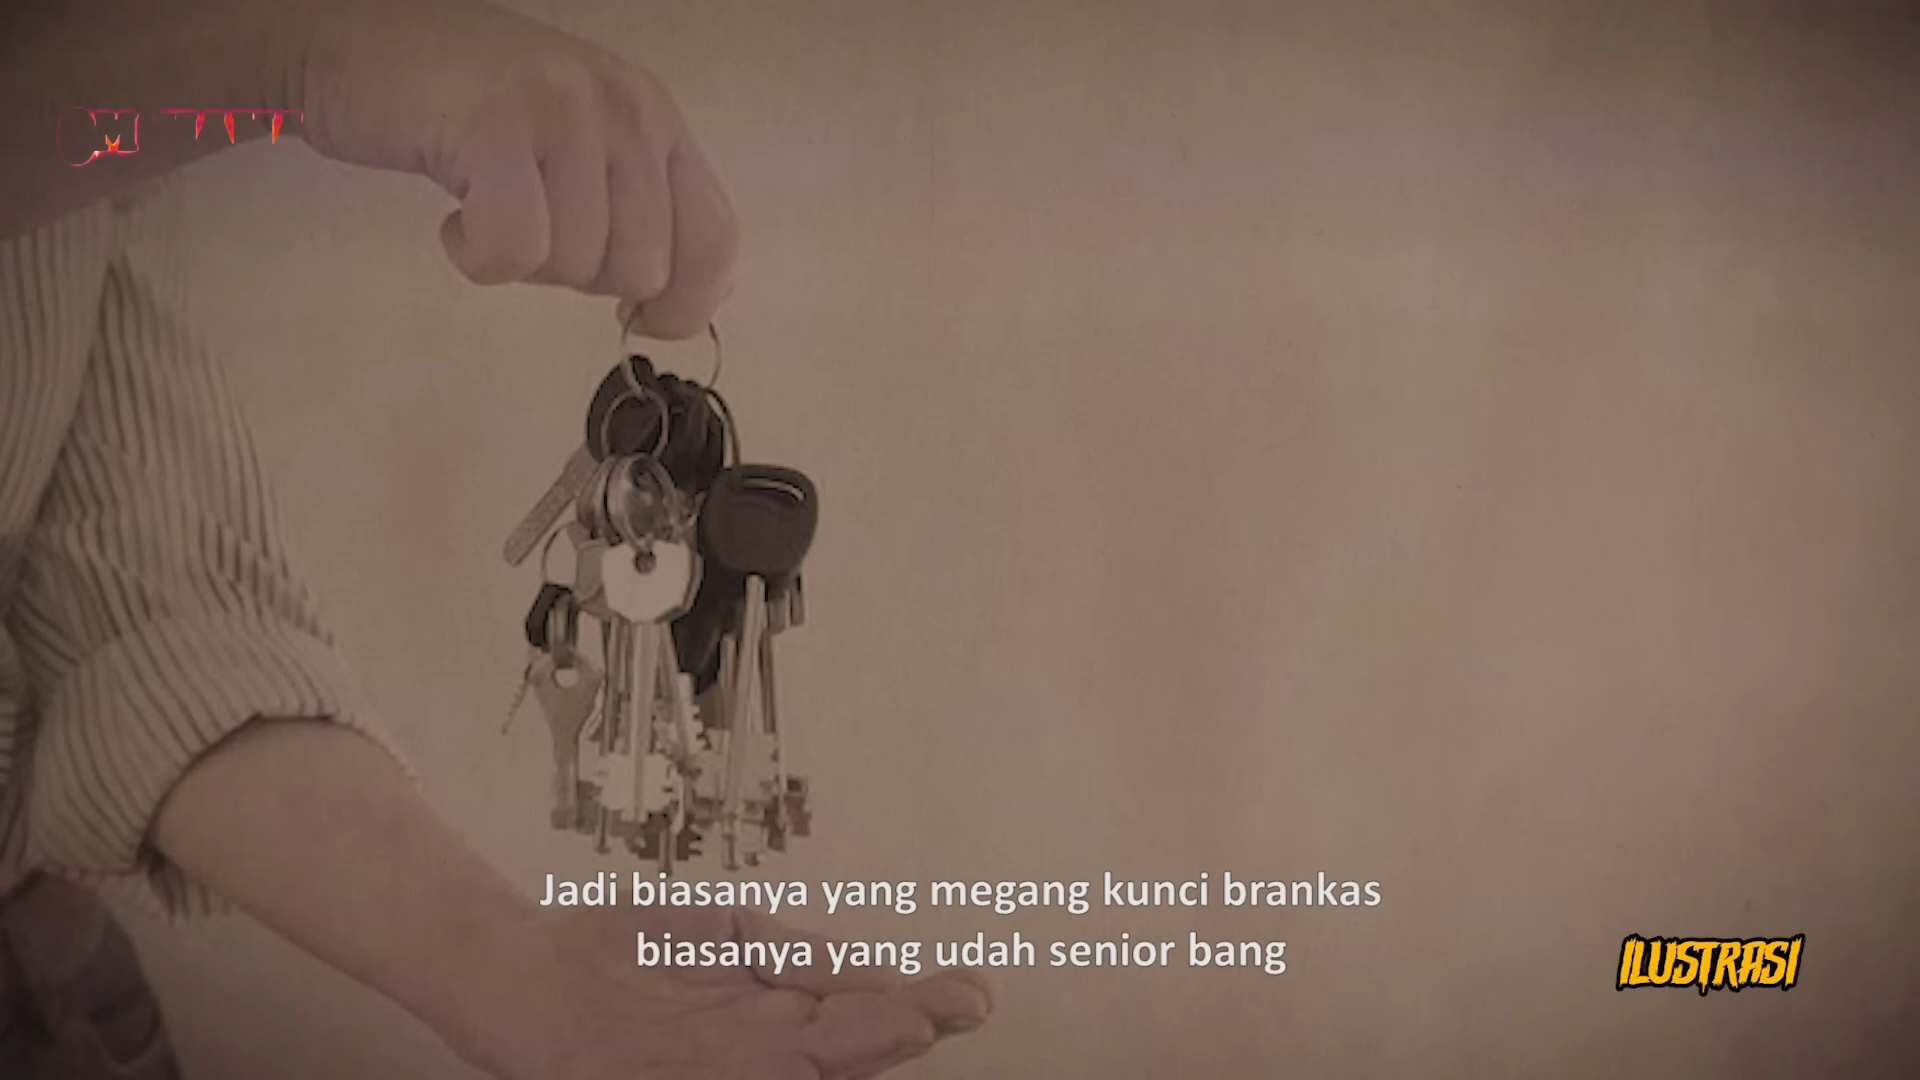 Jadi biasanya yang megang kunci brankas
biasanya yang udah senior bang
ILUSTRASI